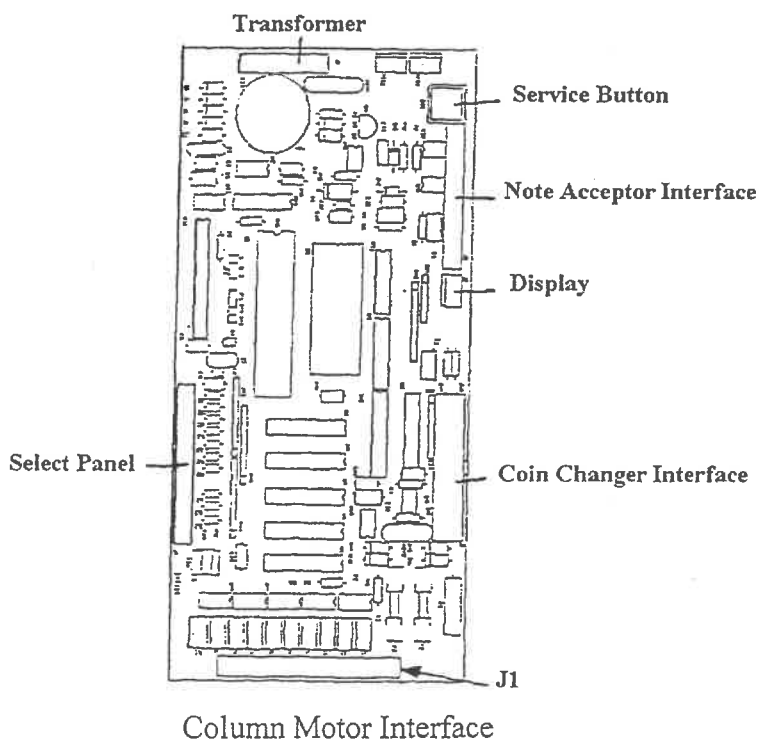 Transformer
Service Button
Note Acceptor Interface
Display
Select Panel
Coin Changer Interface
J1
Column Motor Interface